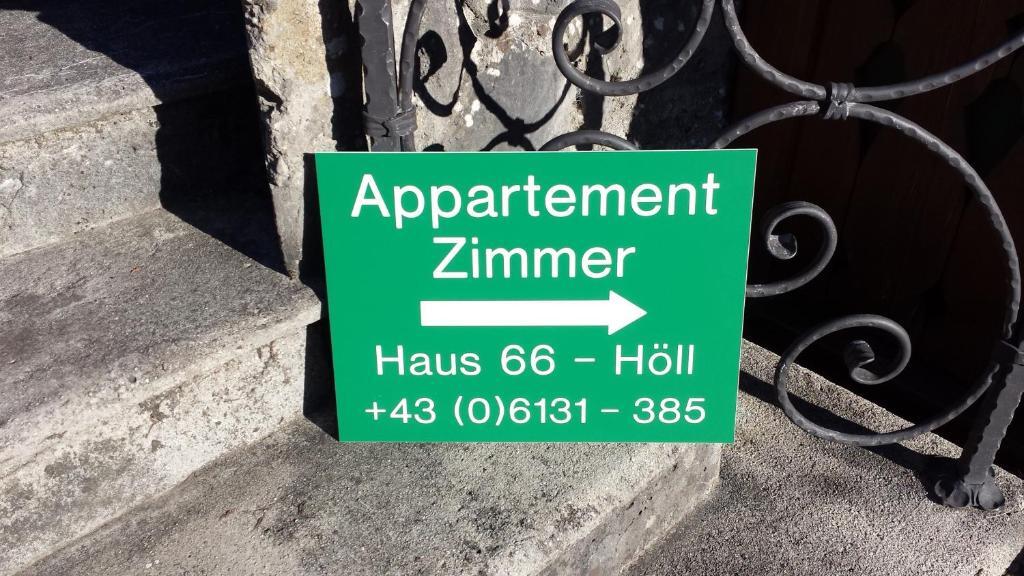 Appartement
Zimmer
Haus 66 – Höll
+43 (0)6131 – 385